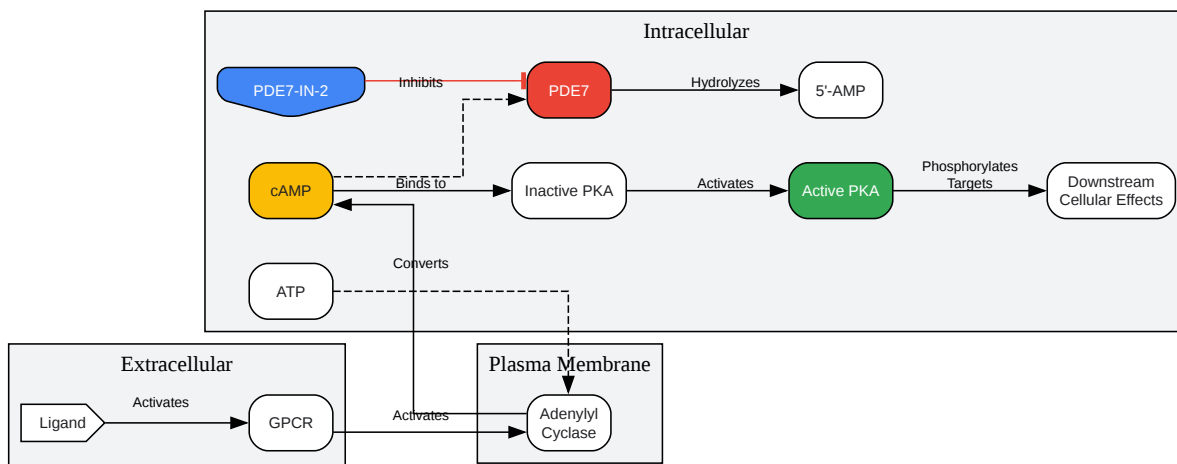 Intracellular
PDE7-IN-2
Inhibits
PDE7
Hydrolyzes
5'-AMP
cAMP
Binds to
Inactive PKA
Activates
Active PKA
Phosphorylates
Targets
Downstream
Cellular Effects
Converts
ATP
Extracellular
Plasma Membrane
Ligand
Activates
GPCR
Activates
Adenylyl
Cyclase